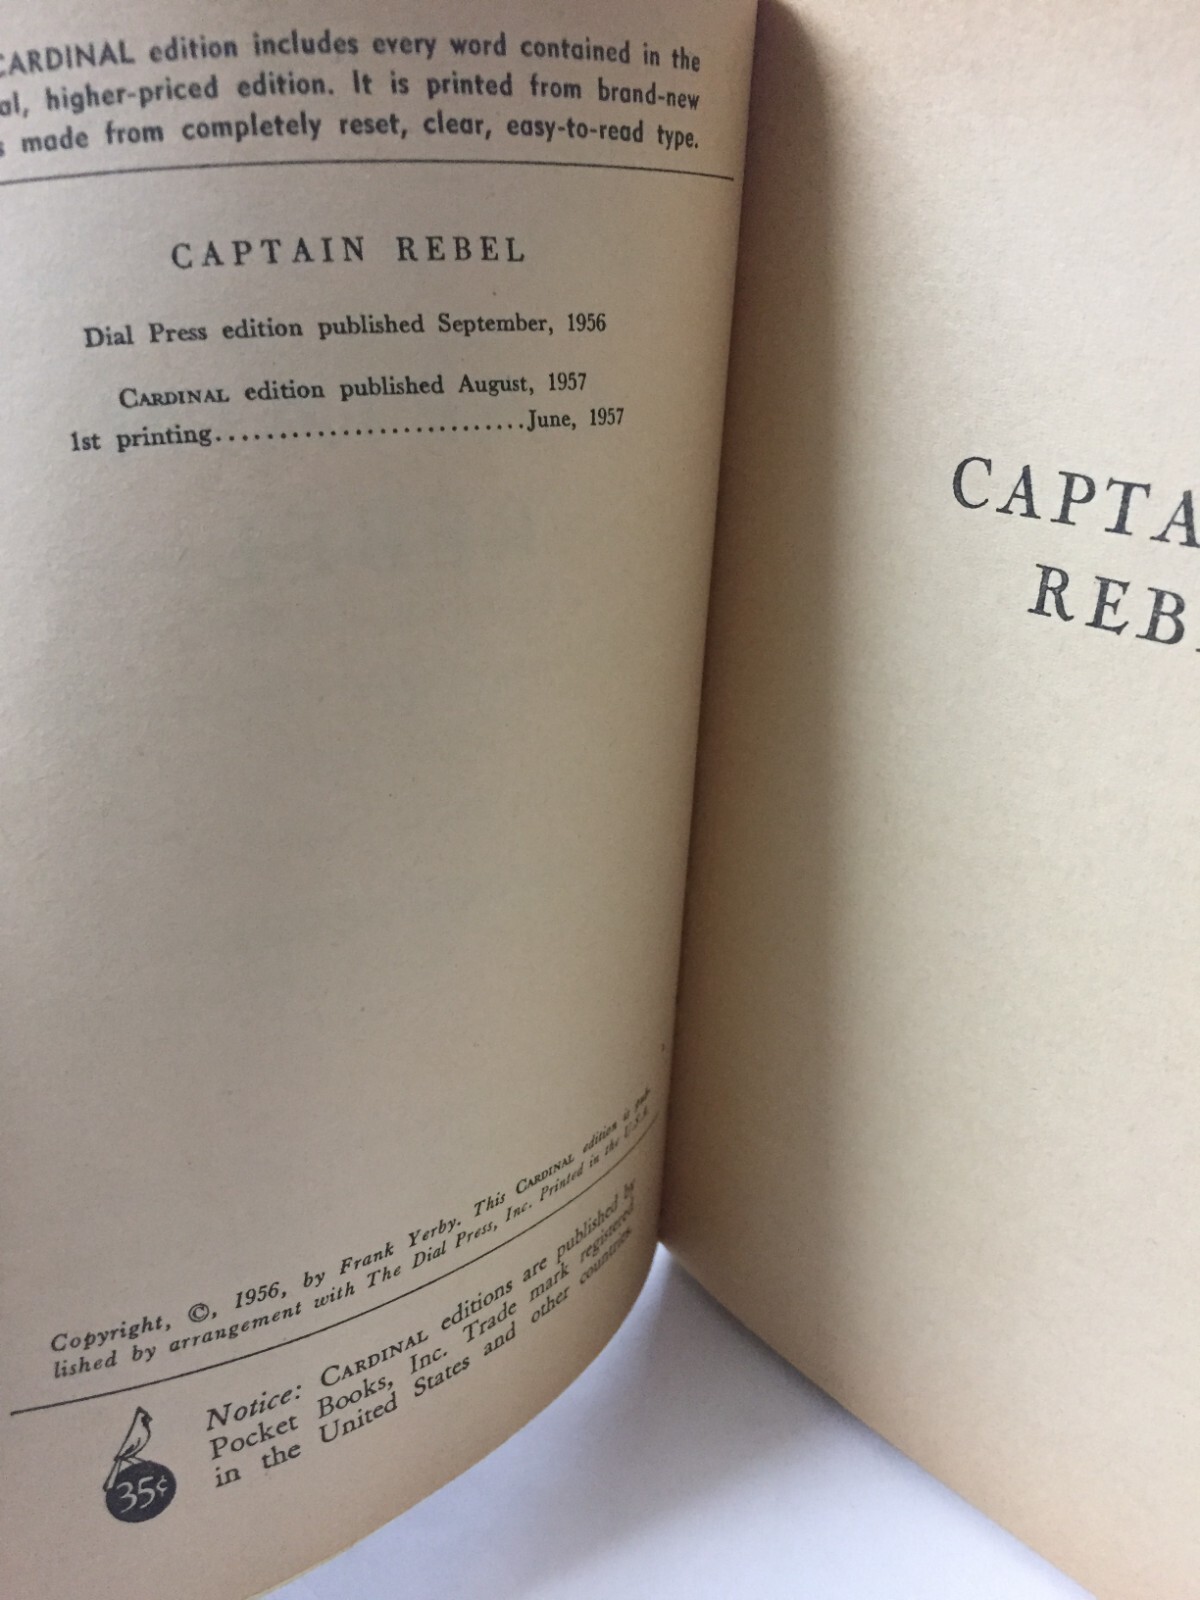 CARDINAL edition includes every word contained in the
al, higher-priced edition. It is printed from brand-new
s made from completely reset, clear, easy-to-read type.
CAPTAIN REBEL
Dial Press edition published September, 1956
CARDINAL edition published August, 1957
1st printing..........................June, 1957
Copyright, ©, 1956, by Frank Yerby. This CARDINAL edition is pub-
lished by arrangement with The Dial Press, Inc. Printed in the U.S.A.
Notice: CARDINAL editions are published by
Pocket Books, Inc. Trade mark registered
in the United States and other countries.
35¢
CAPTA
REB